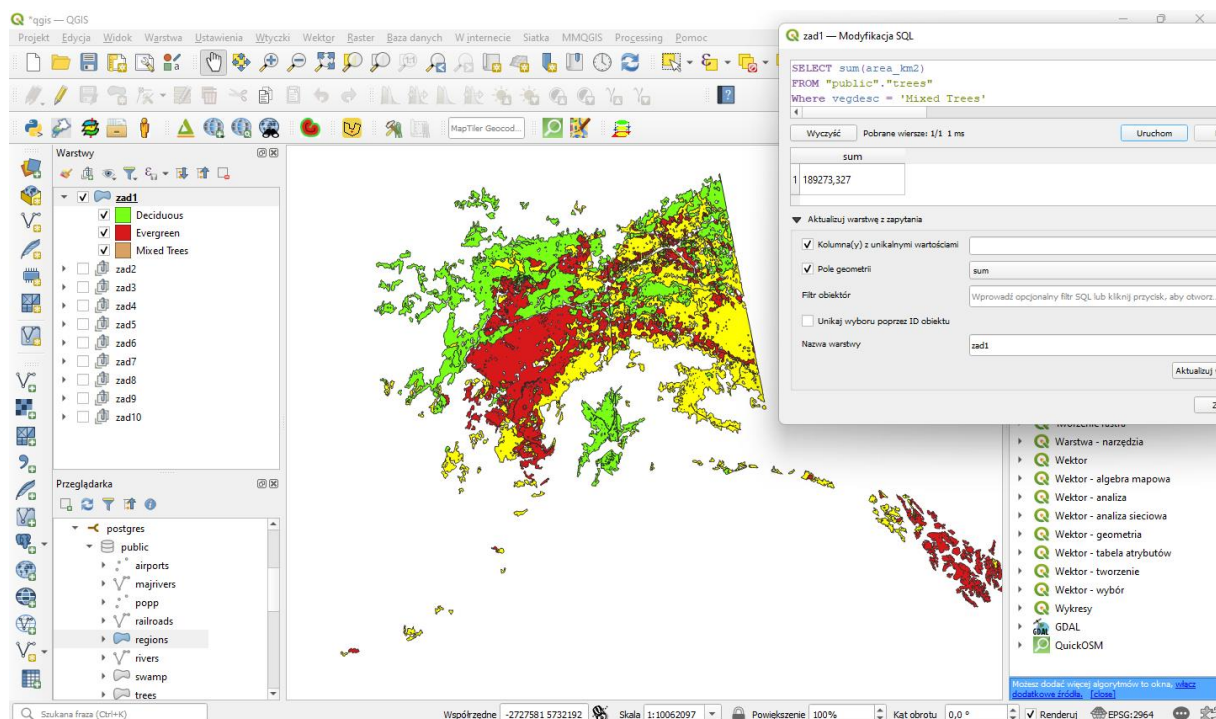 *qgis — QGIS
Projekt Edycja Widok Warstwa Ustawienia Wtyczki Wektor Raster Baza danych W internecie Siatka MMQGIS Processing Pomoc
MapTiler Geocod...
Warstwy
zad1
Deciduous
Evergreen
Mixed Trees
zad2
zad3
zad4
zad5
zad6
zad7
zad8
zad9
zad10
Przeglądarka
postgres
public
airports
majrivers
popp
railroads
regions
rivers
swamp
trees
zad1 — Modyfikacja SQL
SELECT sum(area_km2)
FROM "public"."trees"
Where vegdesc = 'Mixed Trees'
Wyczyść Pobrane wiersze: 1/1 1 ms Uruchom
sum
1 189273,327
Aktualizuj warstwę z zapytania
Kolumna(y) z unikalnymi wartościami
Pole geometrii sum
Filtr obiektór Wprowadź opcjonalny filtr SQL lub kliknij przycisk, aby otworz...
Unikaj wyboru poprzez ID obiektu
Nazwa warstwy zad1
Aktualizuj
Z
Tworzenie rastra
Warstwa - narzędzia
Wektor
Wektor - algebra mapowa
Wektor - analiza
Wektor - analiza sieciowa
Wektor - geometria
Wektor - tabela atrybutów
Wektor - tworzenie
Wektor - wybór
Wykresy
GDAL
QuickOSM
Możesz dodać więcej algorytmów to okna, włącz
dodatkowe źródła. [close]
Szukana fraza (Ctrl+K) Współrzędne -2727581 5732192 Skala 1:10062097 Powiększenie 100% Kąt obrotu 0,0 ° Renderuj EPSG:2964